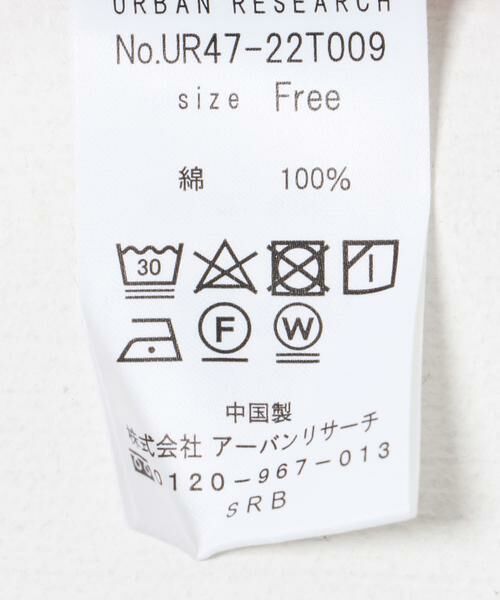 URBAN RESEARCH
No.UR47-22T009
size Free
綿 100%
30
F W
中国製
株式会社 アーバンリサーチ
0120-967-013
SRB